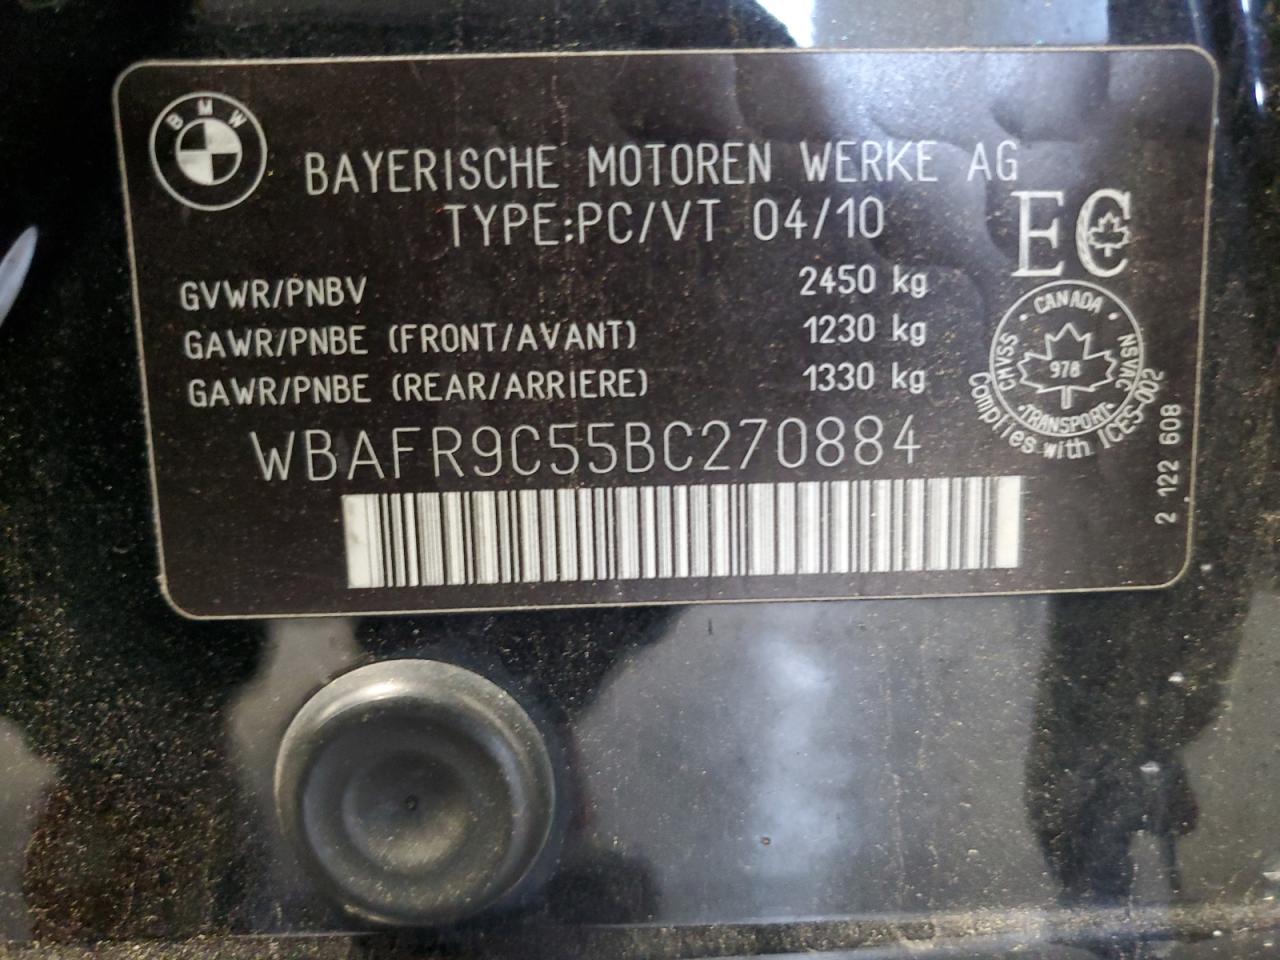 BMW
BAYERISCHE MOTOREN WERKE AG
TYPE:PC/VT 04/10
EC
GVWR/PNBV 2450 kg
GAWR/PNBE (FRONT/AVANT) 1230 kg
GAWR/PNBE (REAR/ARRIERE) 1330 kg
WBAFR9C55BC270884
CANADA
CMVSS
NSVAC
978
TRANSPORT
Complies with ICES-002
2 122 608